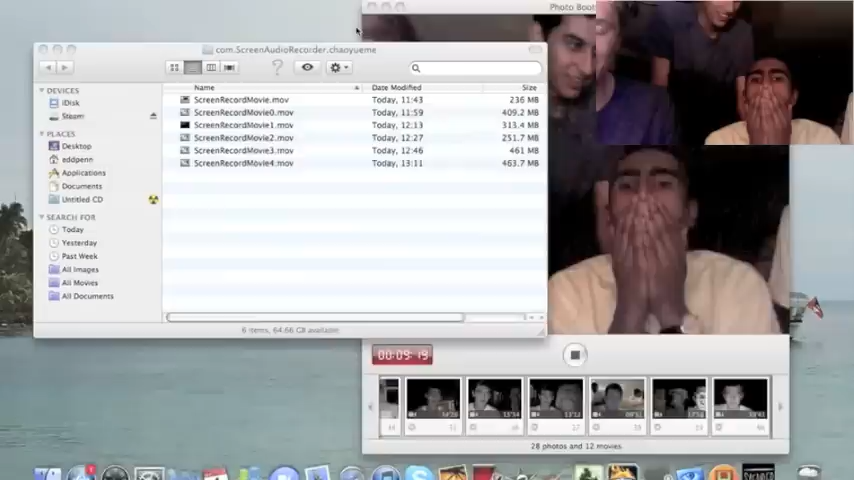 Photo Boot
com.ScreenAudioRecorder.chaoyueme
Name Date Modified Size
DEVICES
iDisk
Steam
PLACES
Desktop
eddpenn
Applications
Documents
Untitled CD
SEARCH FOR
Today
Yesterday
Past Week
All Images
All Movies
All Documents
ScreenRecordMovie.mov Today, 11:43 236 MB
ScreenRecordMovie0.mov Today, 11:59 409.2 MB
ScreenRecordMovie1.mov Today, 12:13 313.4 MB
ScreenRecordMovie2.mov Today, 12:27 251.7 MB
ScreenRecordMovie3.mov Today, 12:46 461 MB
ScreenRecordMovie4.mov Today, 13:11 463.7 MB
6 items, 64.66 GB available
00:09:19
28 photos and 12 movies